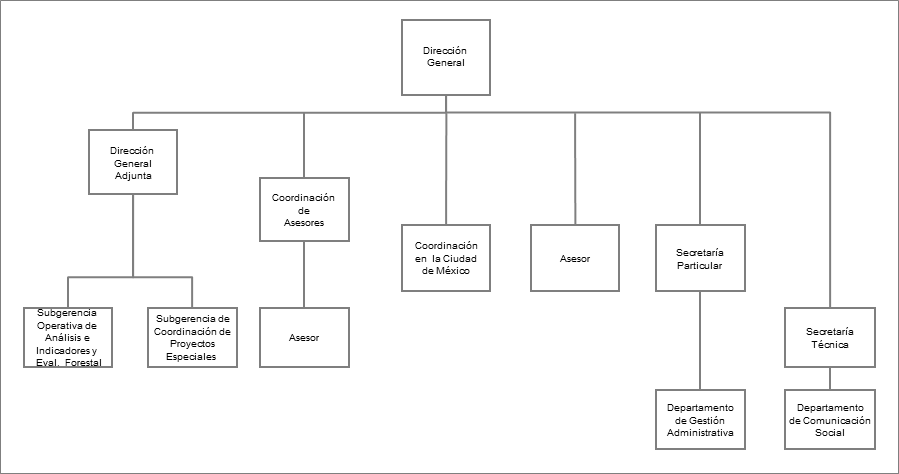 Dirección
General
Dirección
General
Adjunta
Coordinación
de
Asesores
Coordinación
en la Ciudad
de México
Asesor
Secretaría
Particular
Subgerencia
Operativa de
Análisis e
Indicadores y
Eval. Forestal
Subgerencia de
Coordinación de
Proyectos
Especiales
Asesor
Secretaría
Técnica
Departamento
de Gestión
Administrativa
Departamento
de Comunicación
Social